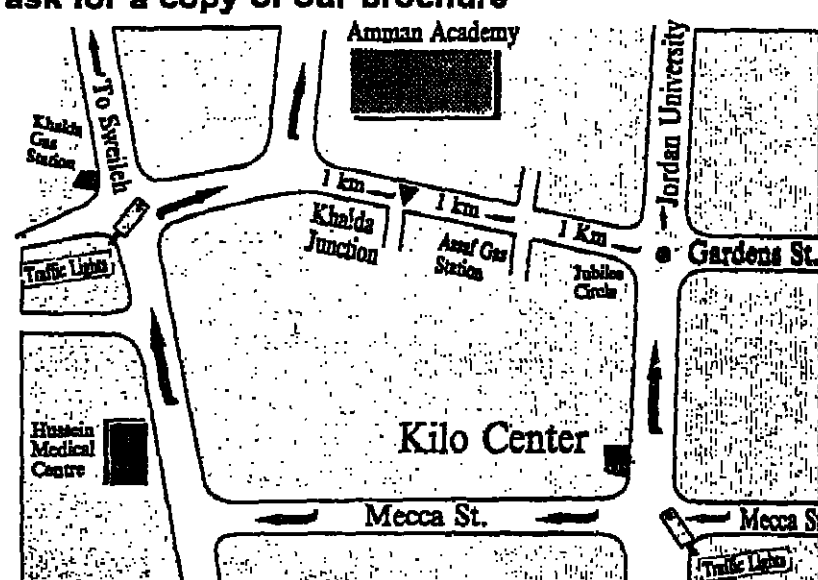 ask for a copy of our brochure
Amman Academy
Jordan University
To Sweileh
Khalda
Gas
Station
1 km
1 km
1 Km
Khalda
Junction
Assaf Gas
Station
Jubilee
Circle
Gardens St.
Traffic Lights
Hussein
Medical
Centre
Kilo Center
Mecca St.
Mecca S
Traffic Lights